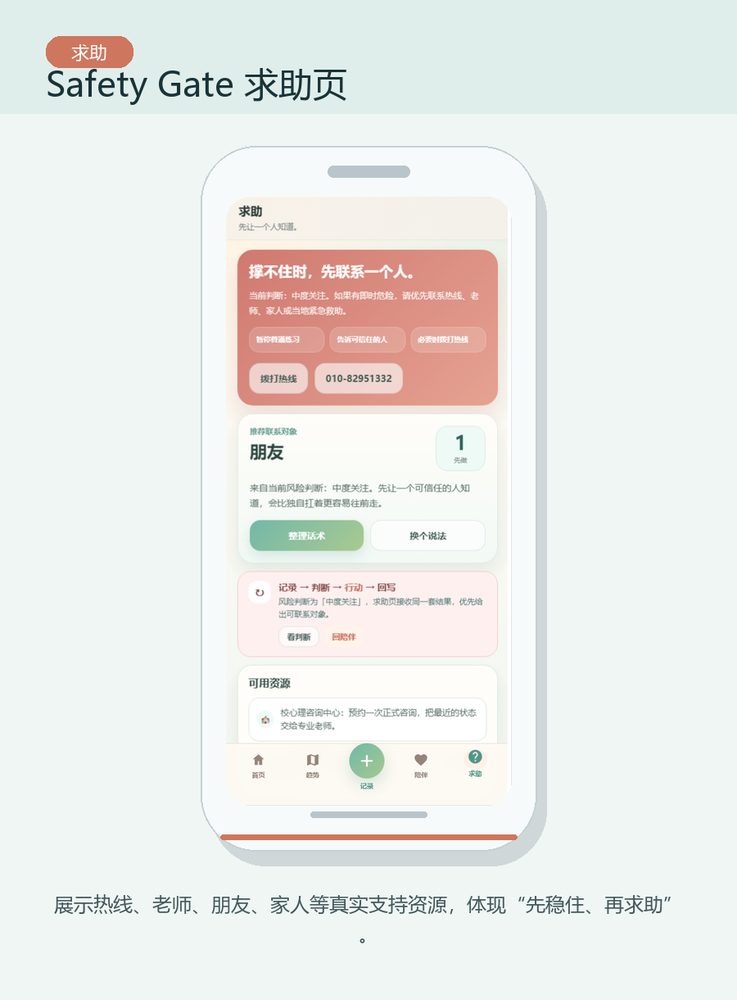 求助
Safety Gate 求助页
求助
先让一个人知道。
撑不住时，先联系一个人。
当前判断：中度关注。如果有即时危险，请优先联系热线、老
师、家人或当地紧急救助。
暂停普通练习 告诉可信任的人 必要时拨打热线
拨打热线 010-82951332
推荐联系对象
朋友
1
先做
来自当前风险判断：中度关注。先让一个可信任的人知
道，会比独自扛着更容易往前走。
整理话术 换个说法
记录 → 判断 → 行动 → 回写
风险判断为「中度关注」，求助页接收同一套结果，优先给
出可联系对象。
看判断 回陪伴
可用资源
校心理咨询中心：预约一次正式咨询，把最近的状态
交给专业老师。
首页 趋势 记录 陪伴 求助
展示热线、老师、朋友、家人等真实支持资源，体现“先稳住、再求助”
。